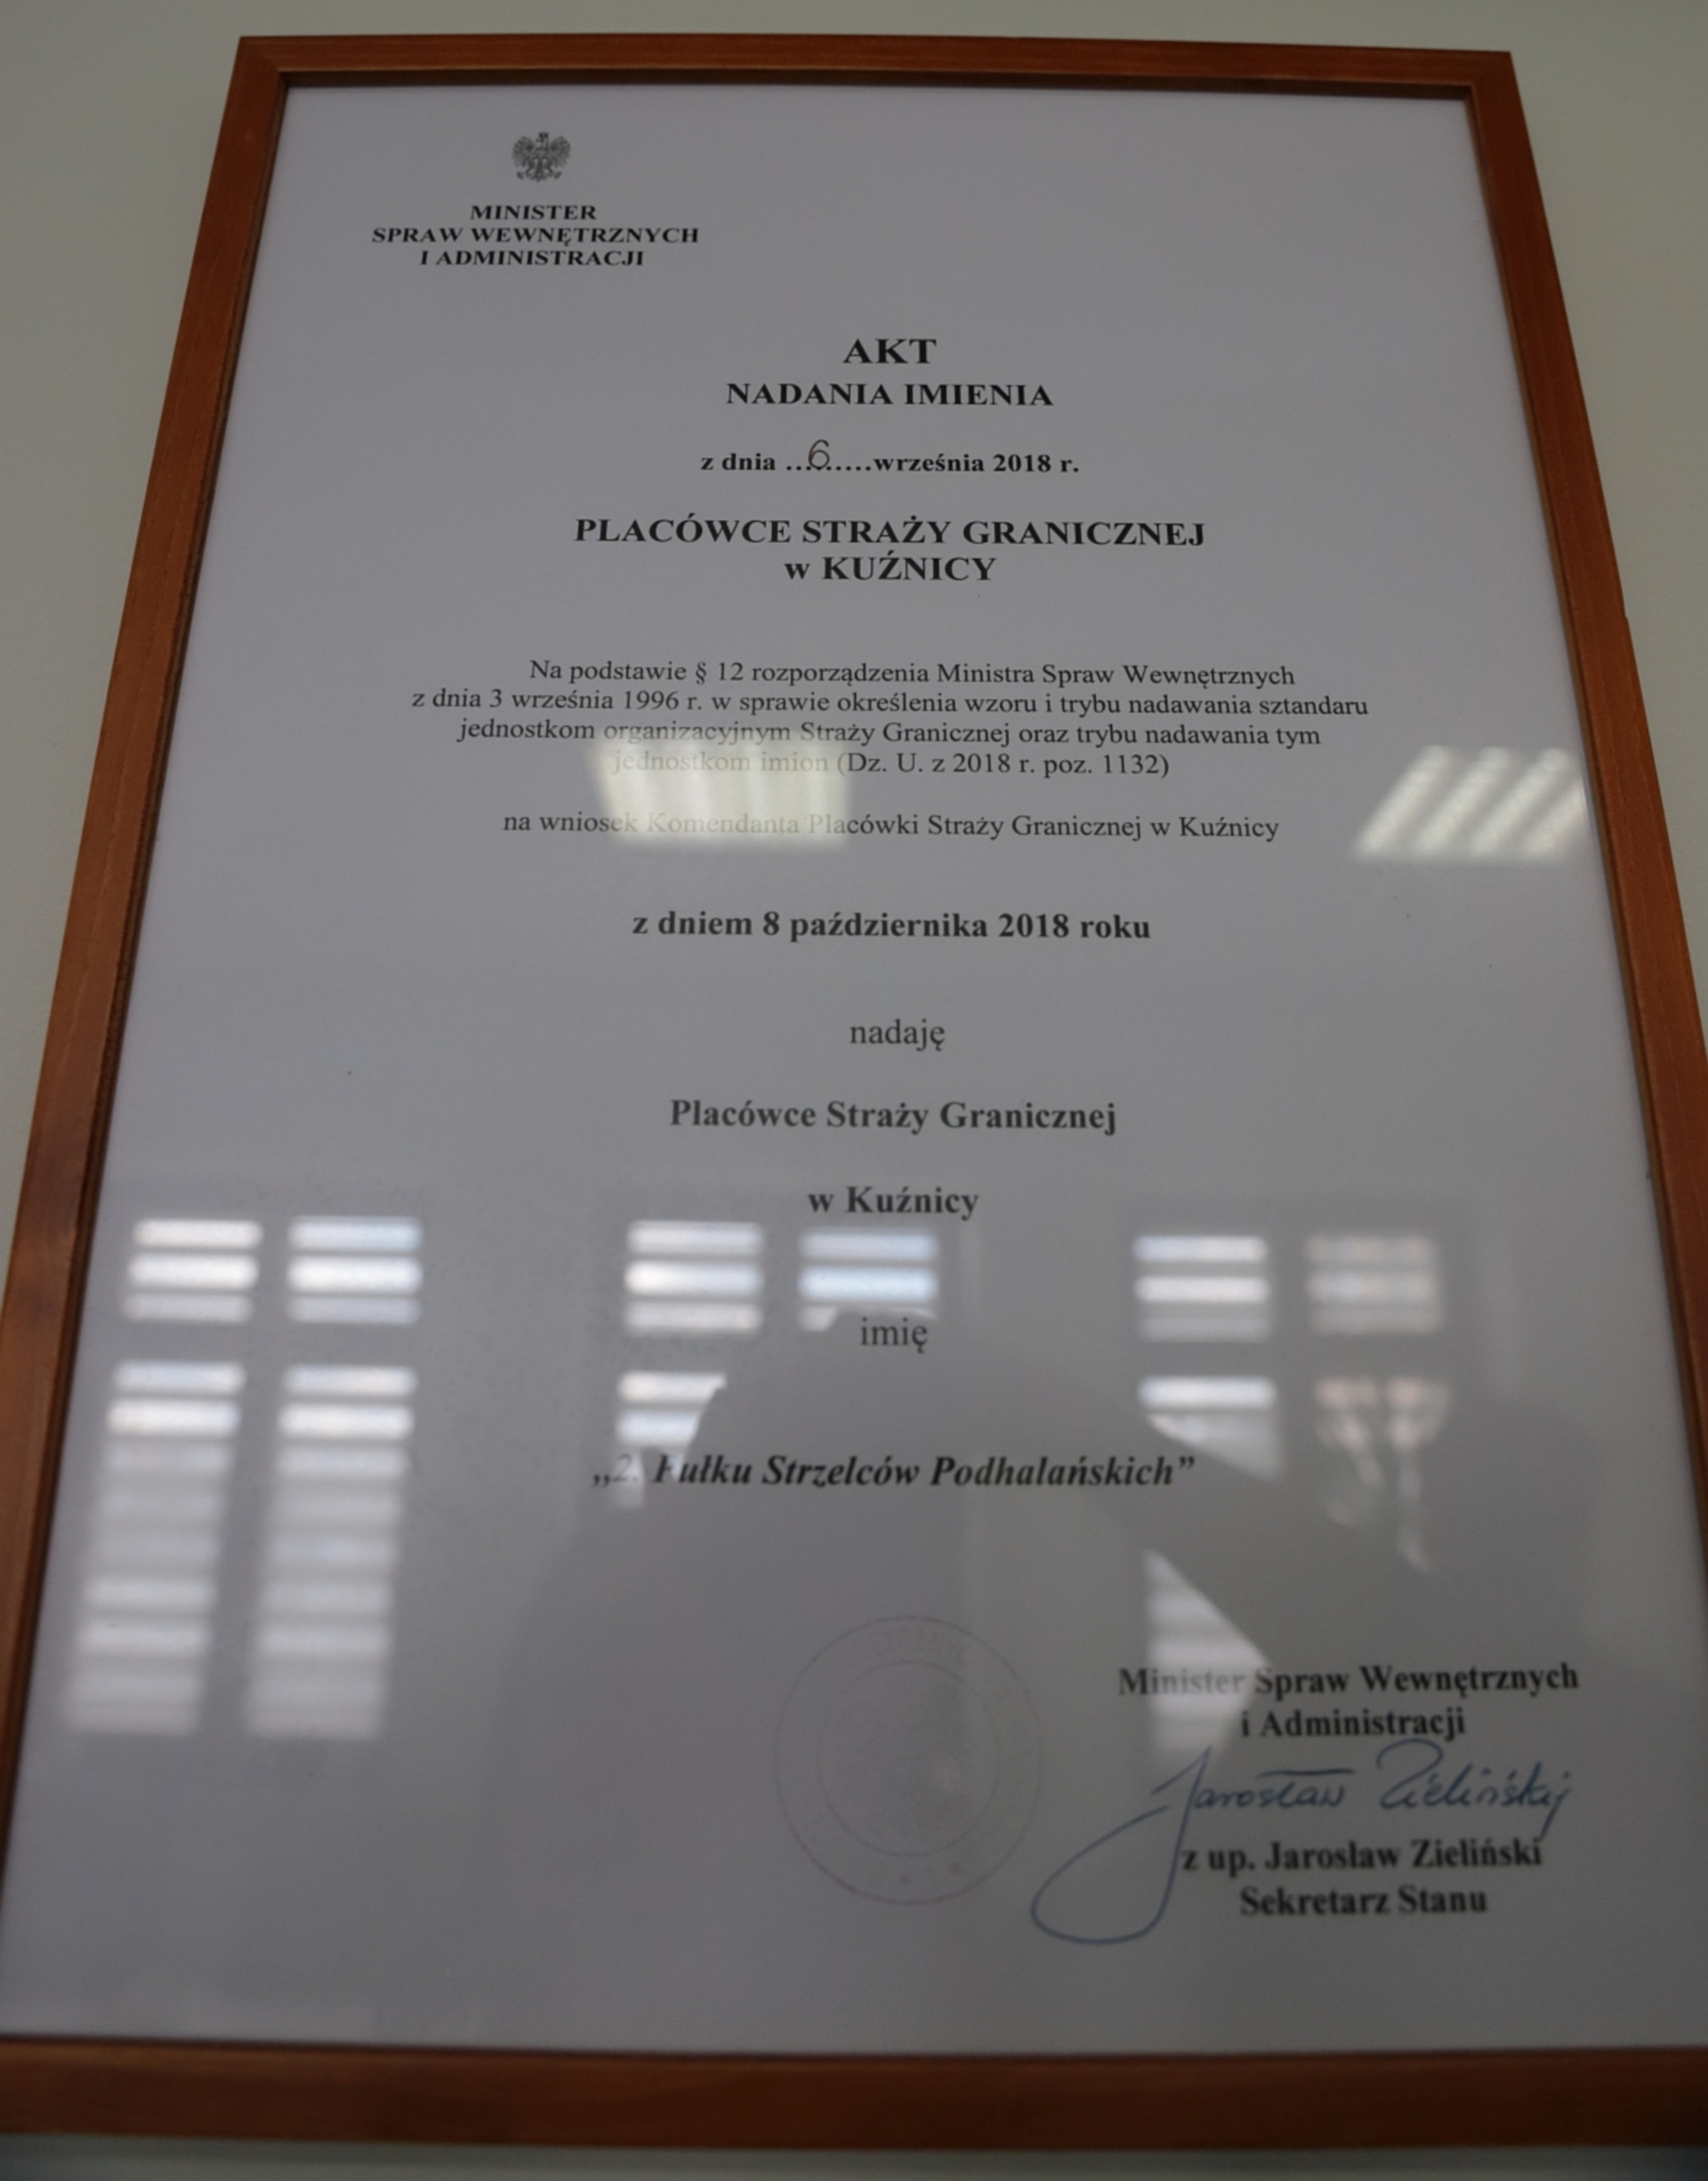 MINISTER
SPRAW WEWNĘTRZNYCH
I ADMINISTRACJI
AKT
NADANIA IMIENIA
z dnia ...6.....września 2018 r.
PLACÓWCE STRAŻY GRANICZNEJ
w KUŹNICY
Na podstawie § 12 rozporządzenia Ministra Spraw Wewnętrznych
z dnia 3 września 1996 r. w sprawie określenia wzoru i trybu nadawania sztandaru
jednostkom organizacyjnym Straży Granicznej oraz trybu nadawania tym
jednostkom imion (Dz. U. z 2018 r. poz. 1132)
na wniosek Komendanta Placówki Straży Granicznej w Kuźnicy
z dniem 8 października 2018 roku
nadaję
Placówce Straży Granicznej
w Kuźnicy
imię
„2. Pułku Strzelców Podhalańskich”
Minister Spraw Wewnętrznych
i Administracji
Jarosław Zieliński
z up. Jarosław Zieliński
Sekretarz Stanu